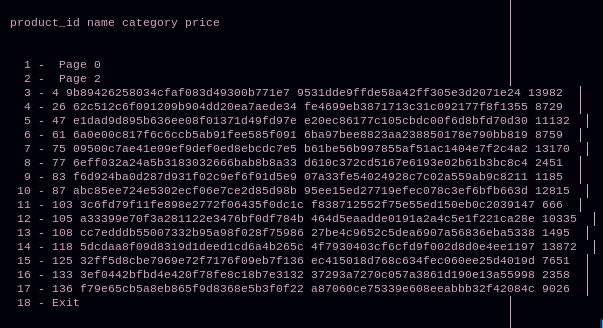 product_id name category price
1 - Page 0
2 - Page 2
3 - 4 9b89426258034cfaf083d49300b771e7 9531dde9ffde58a42ff305e3d2071e24 13982
4 - 26 62c512c6f091209b904dd20ea7aede34 fe4699eb3871713c31c092177f8f1355 8729
5 - 47 e1dad9d895b636ee08f01371d49fd97e e20ec86177c105cbdc00f6d8bfd70d30 11132
6 - 61 6a0e00c817f6c6ccb5ab91fee585f091 6ba97bee8823aa238850178e790bb819 8759
7 - 75 09500c7ae41e09ef9def0ed8ebcdc7e5 b61be56b997855af51ac1404e7f2c4a2 13170
8 - 77 6eff032a24a5b3183032666bab8b8a33 d610c372cd5167e6193e02b61b3bc8c4 2451
9 - 83 f6d924ba0d287d931f02c9ef6f91d5e9 07a33fe54024928c7c02a559ab9c8211 1185
10 - 87 abc85ee724e5302ecf06e7ce2d85d98b 95ee15ed27719efec078c3ef6bfb663d 12815
11 - 103 3c6fd79f11fe898e2772f06435f0dc1c f838712552f75e55ed150eb0c2039147 666
12 - 105 a33399e70f3a281122e3476bf0df784b 464d5eaadde0191a2a4c5e1f221ca28e 10335
13 - 108 cc7edddb55007332b95a98f028f75986 27be4c9652c5dea6907a56836eba5338 1495
14 - 118 5dcdaa8f09d8319d1deed1cd6a4b265c 4f7930403cf6cfd9f002d8d0e4ee1197 13872
15 - 125 32ff5d8cbe7969e72f7176f09eb7f136 ec415018d768c634fec060ee25d4019d 7651
16 - 133 3ef0442bfbd4e420f78fe8c18b7e3132 37293a7270c057a3861d190e13a55998 2358
17 - 136 f79e65cb5a8eb865f9d8368e5b3f0f22 a87060ce75339e608eeabbb32f42084c 9026
18 - Exit